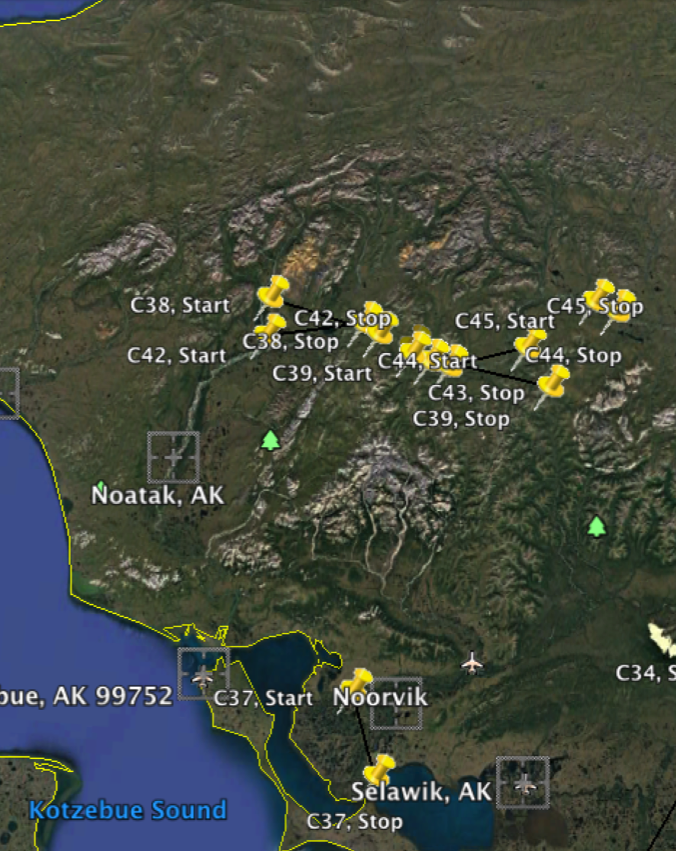 C38, Start
C42, Stop
C45, Stop
C45, Start
C42, Start
C38, Stop
C44, Start
C44, Stop
C39, Start
C43, Stop
C39, Stop
Noatak, AK
C34, S
bue, AK 99752
C37, Start
Noorvik
Selawik, AK
Kotzebue Sound
C37, Stop